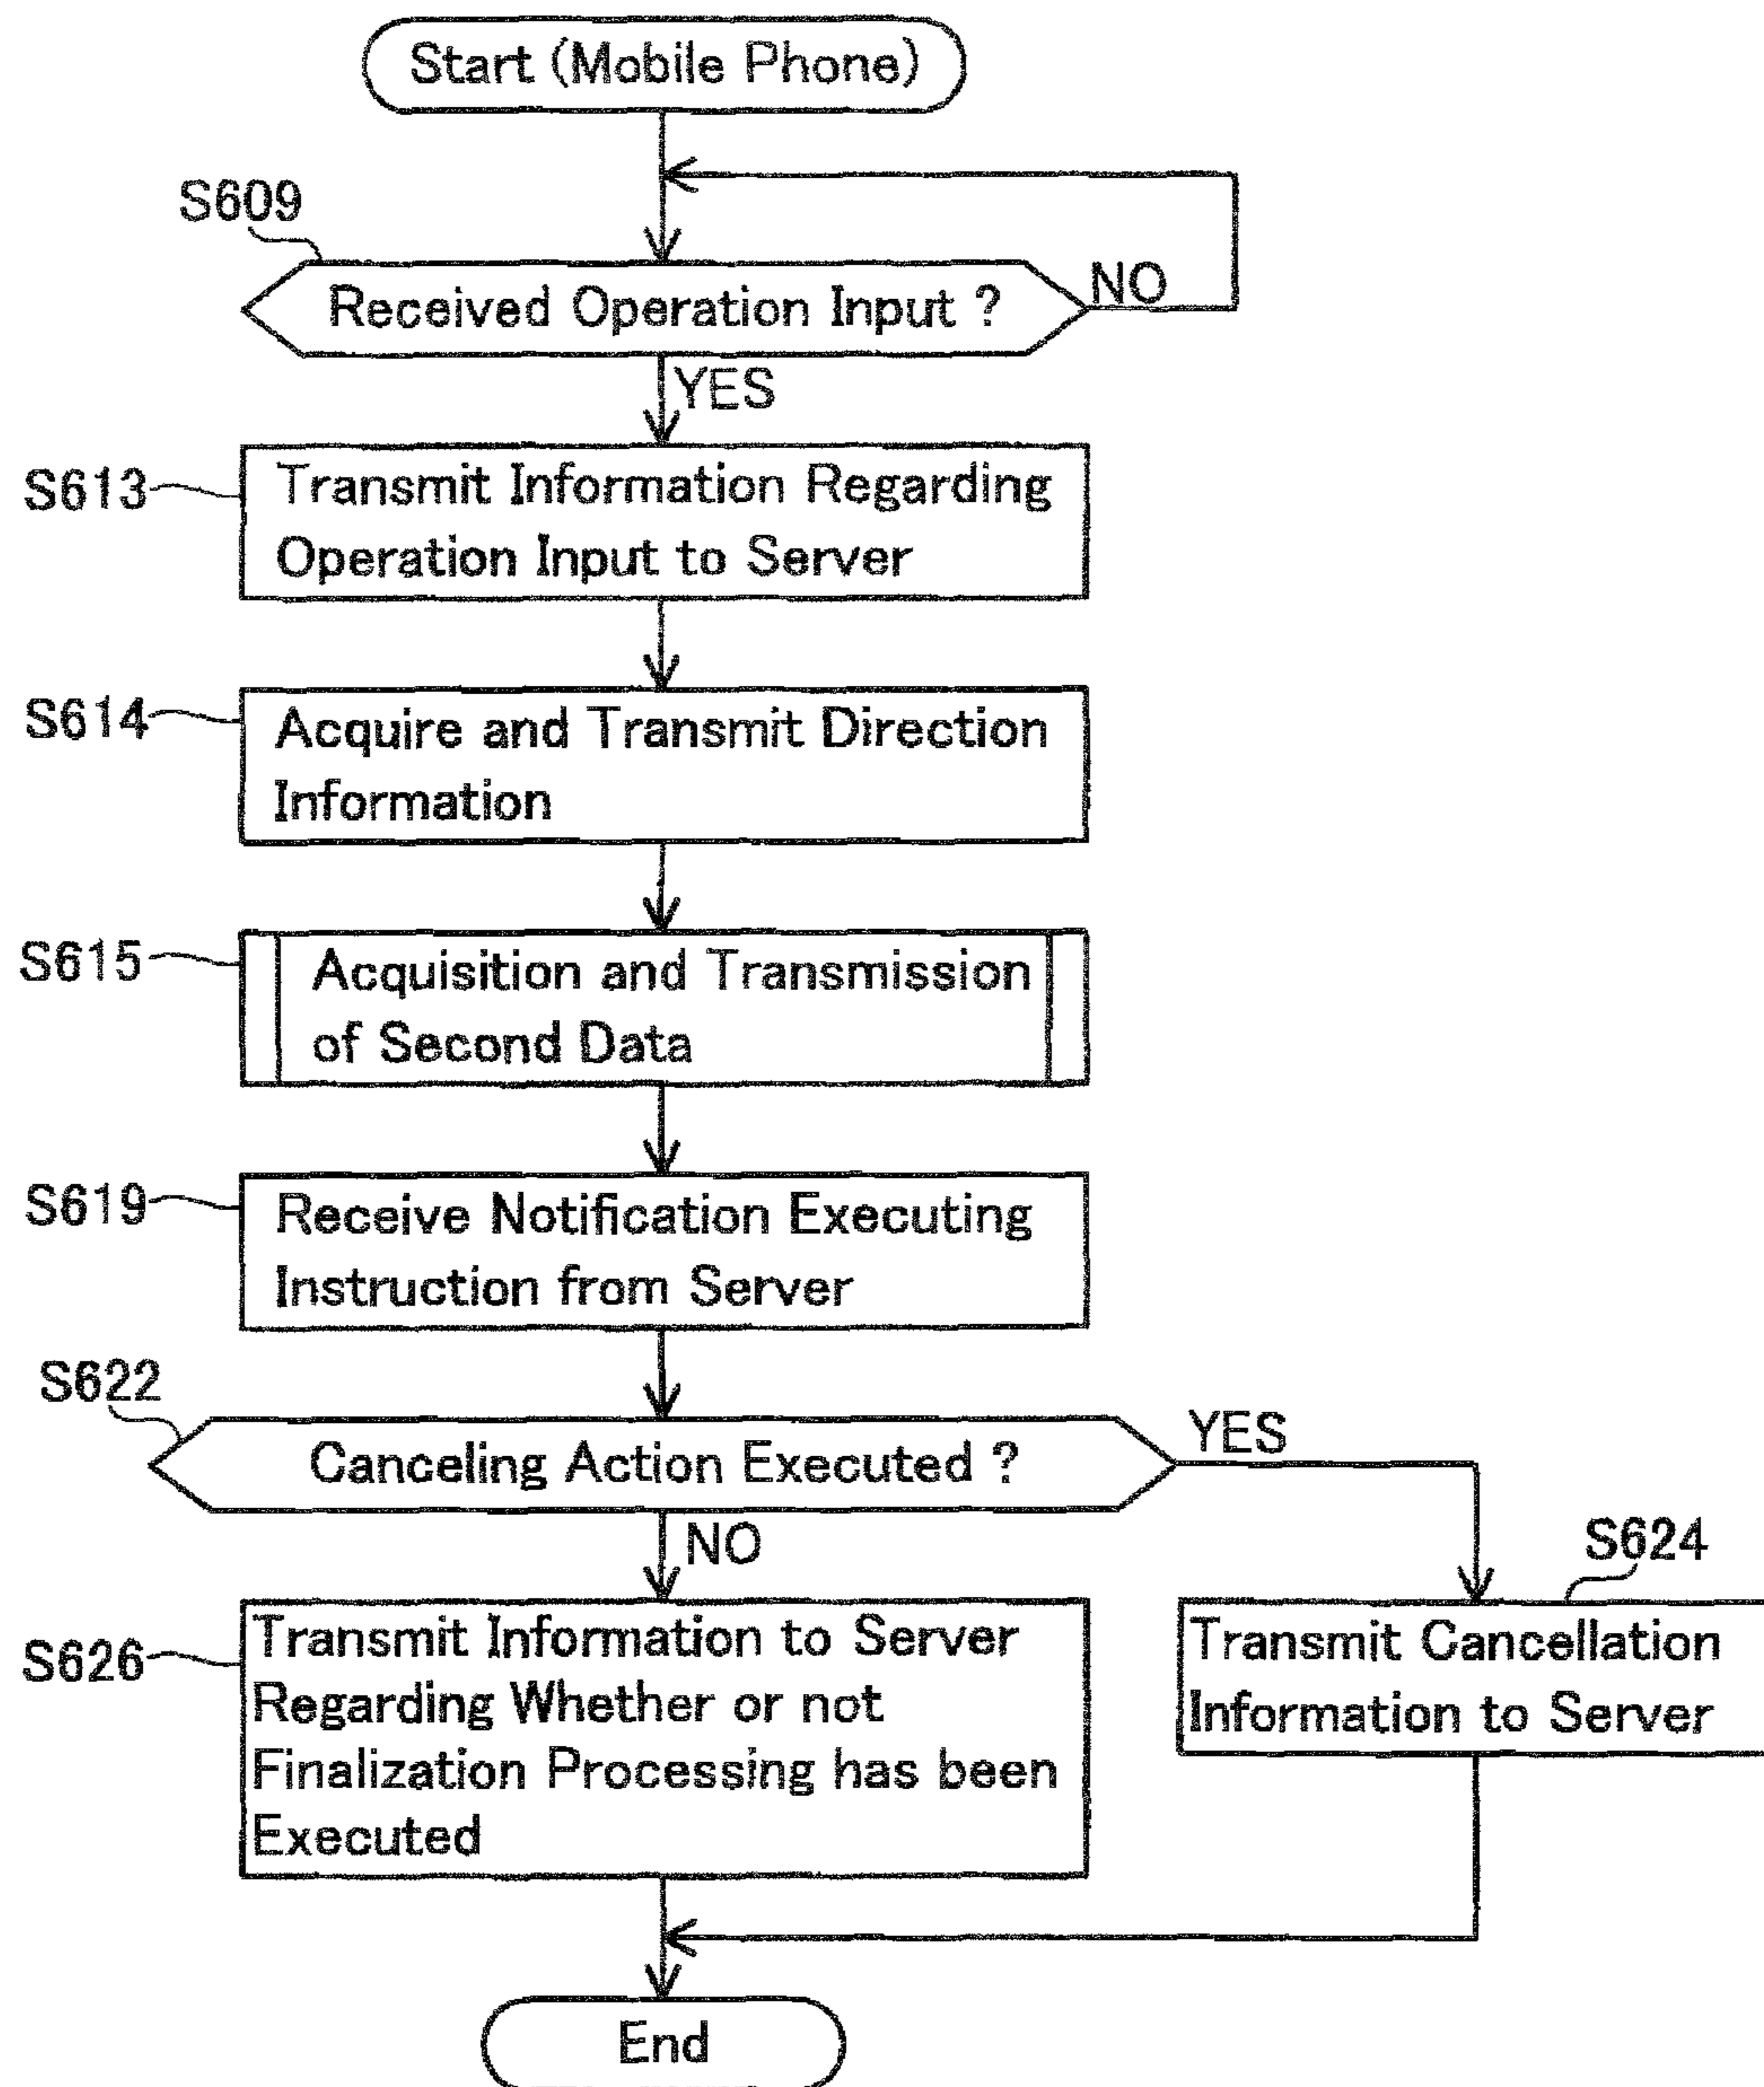 Start (Mobile Phone)
S609
Received Operation Input ?
NO
YES
S613
Transmit Information Regarding
Operation Input to Server
S614
Acquire and Transmit Direction
Information
S615
Acquisition and Transmission
of Second Data
S619
Receive Notification Executing
Instruction from Server
S622
Canceling Action Executed ?
YES
NO
S624
Transmit Cancellation
Information to Server
S626
Transmit Information to Server
Regarding Whether or not
Finalization Processing has been
Executed
End